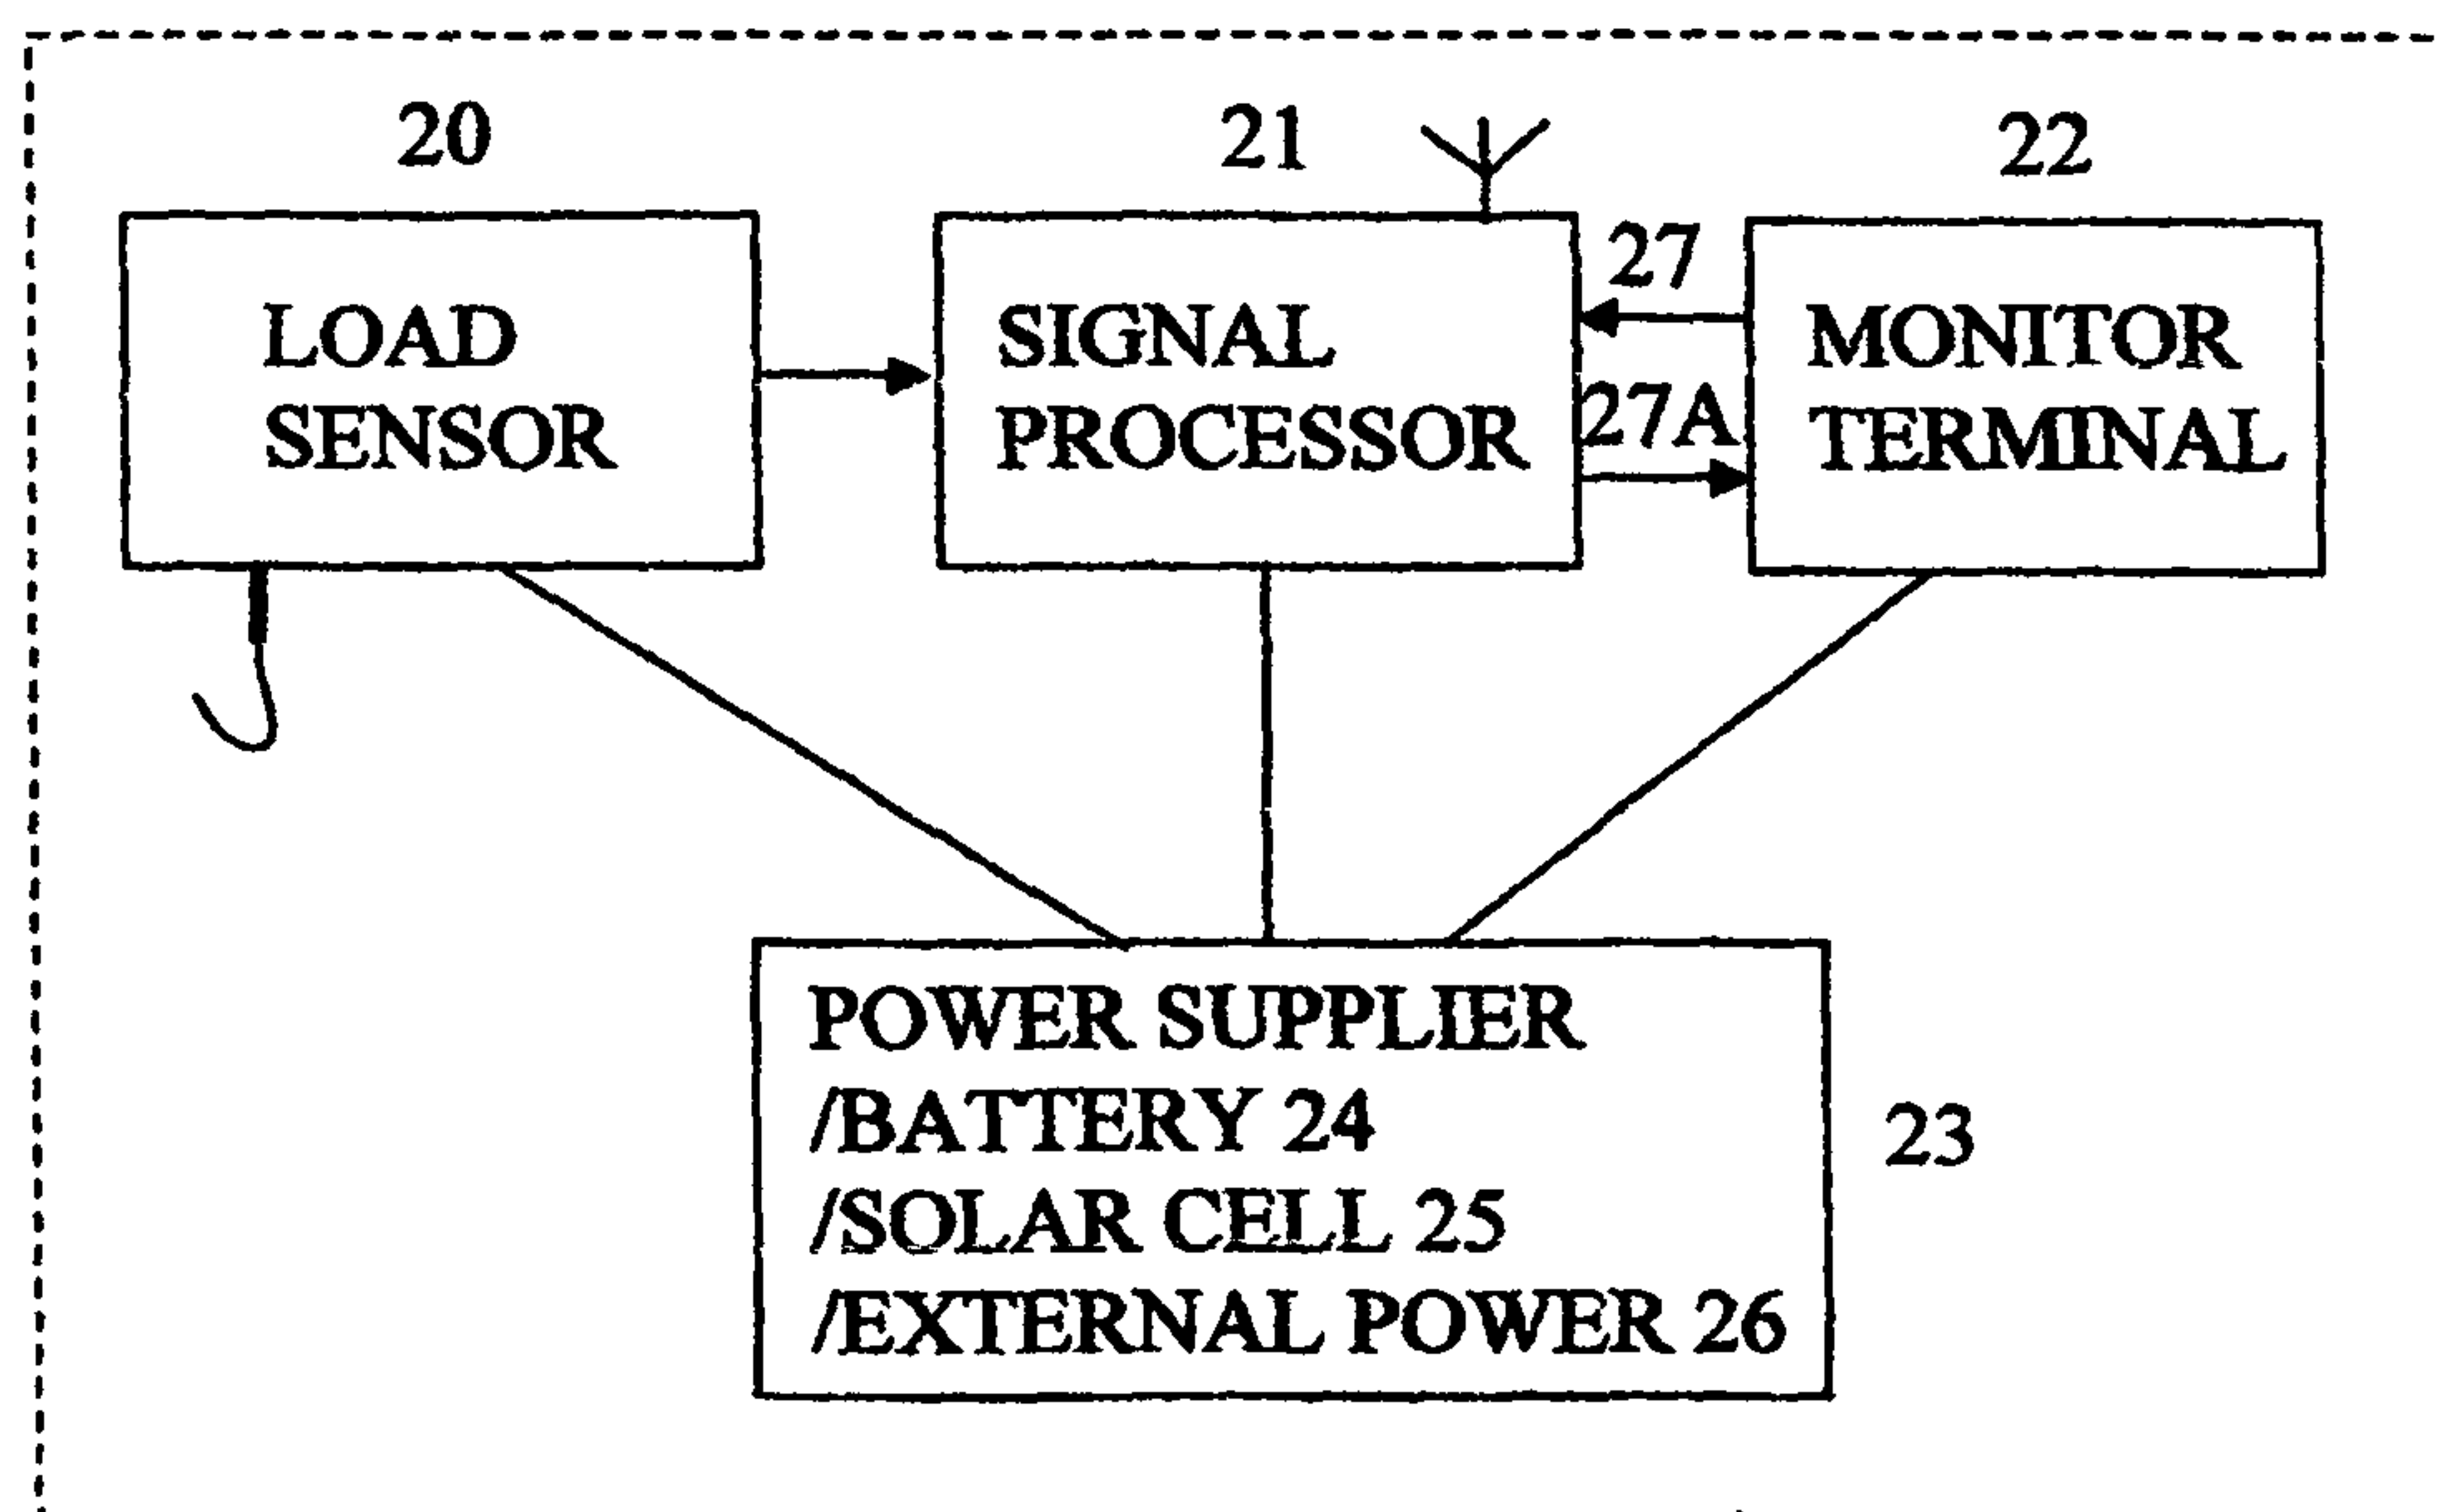 20
21
22
LOAD
SENSOR
SIGNAL
PROCESSOR
27
27A
MONITOR
TERMINAL
POWER SUPPLIER
/BATTERY 24
/SOLAR CELL 25
/EXTERNAL POWER 26
23